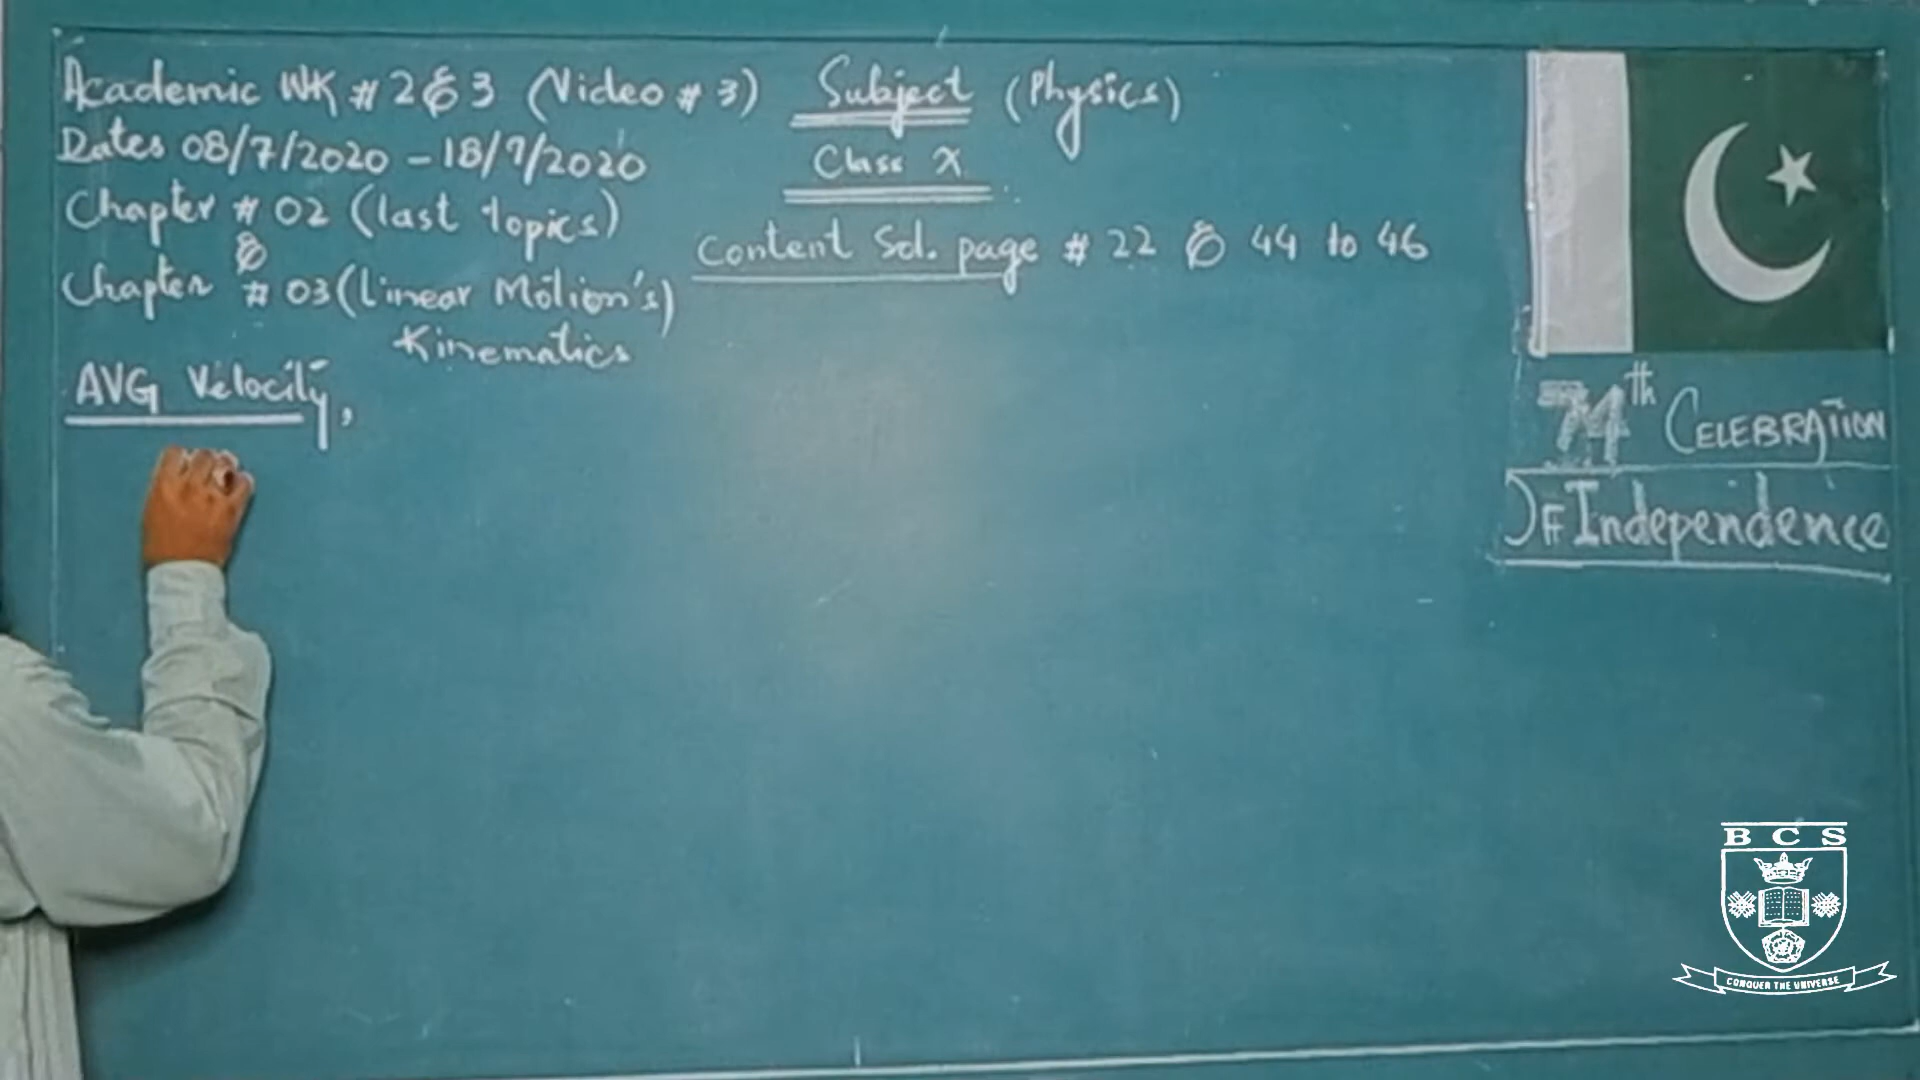 Academic WK # 2 & 3 (Video # 3) Subject (Physics)
Dates 08/7/2020 - 18/7/2020 Class X
Chapter # 02 (last topics)
&
Content Sol. page # 22 & 44 to 46
Chapter # 03 (linear Motion's)
Kinematics
AVG Velocity,
74th CELEBRATION
OF Independence
BCS
CONQUER THE UNIVERSE